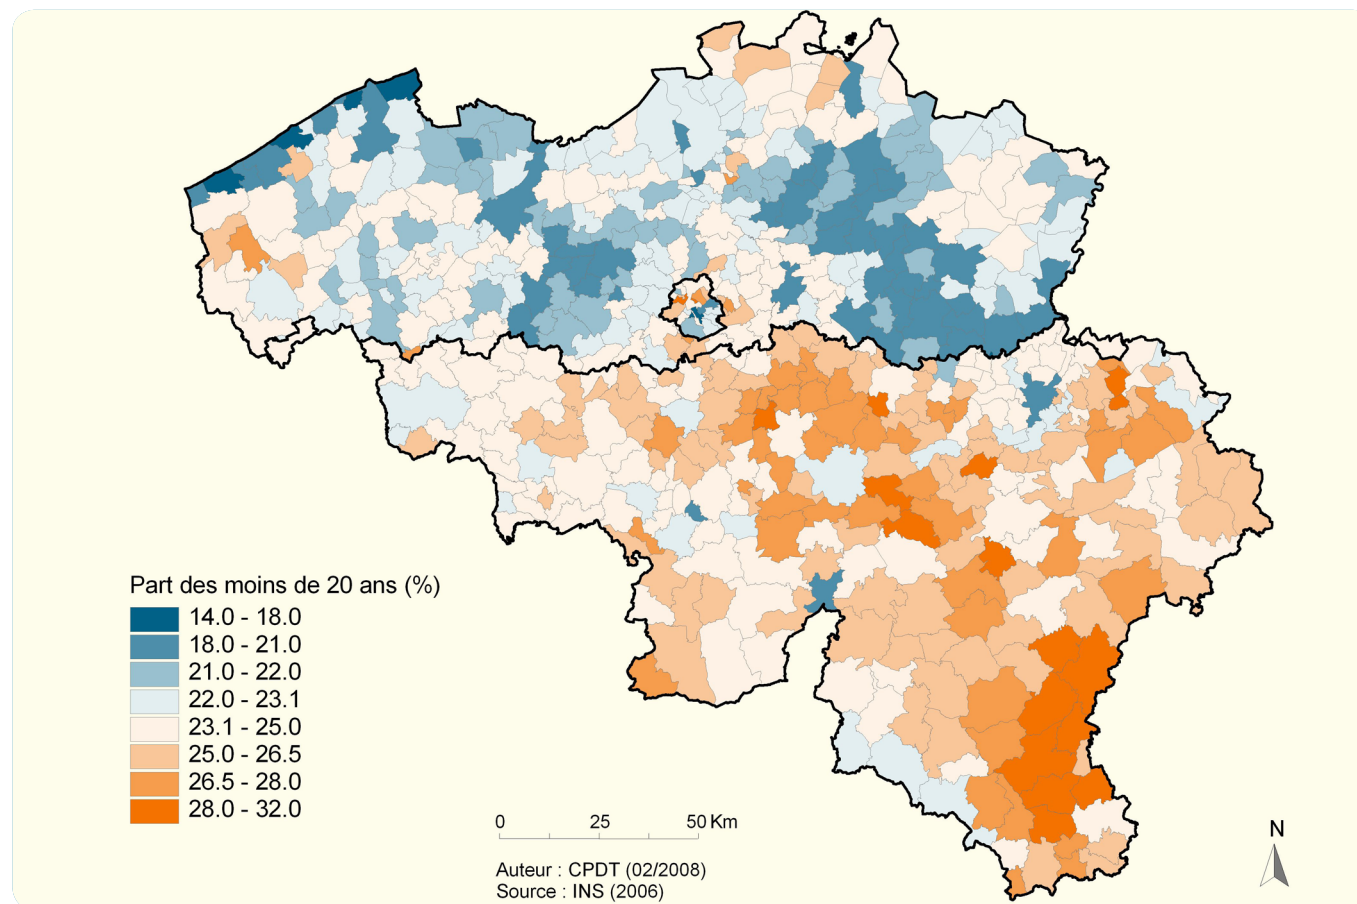 Part des moins de 20 ans (%)
14.0 - 18.0
18.0 - 21.0
21.0 - 22.0
22.0 - 23.1
23.1 - 25.0
25.0 - 26.5
26.5 - 28.0
28.0 - 32.0
0 25 50 Km
Auteur : CPDT (02/2008)
Source : INS (2006)
N